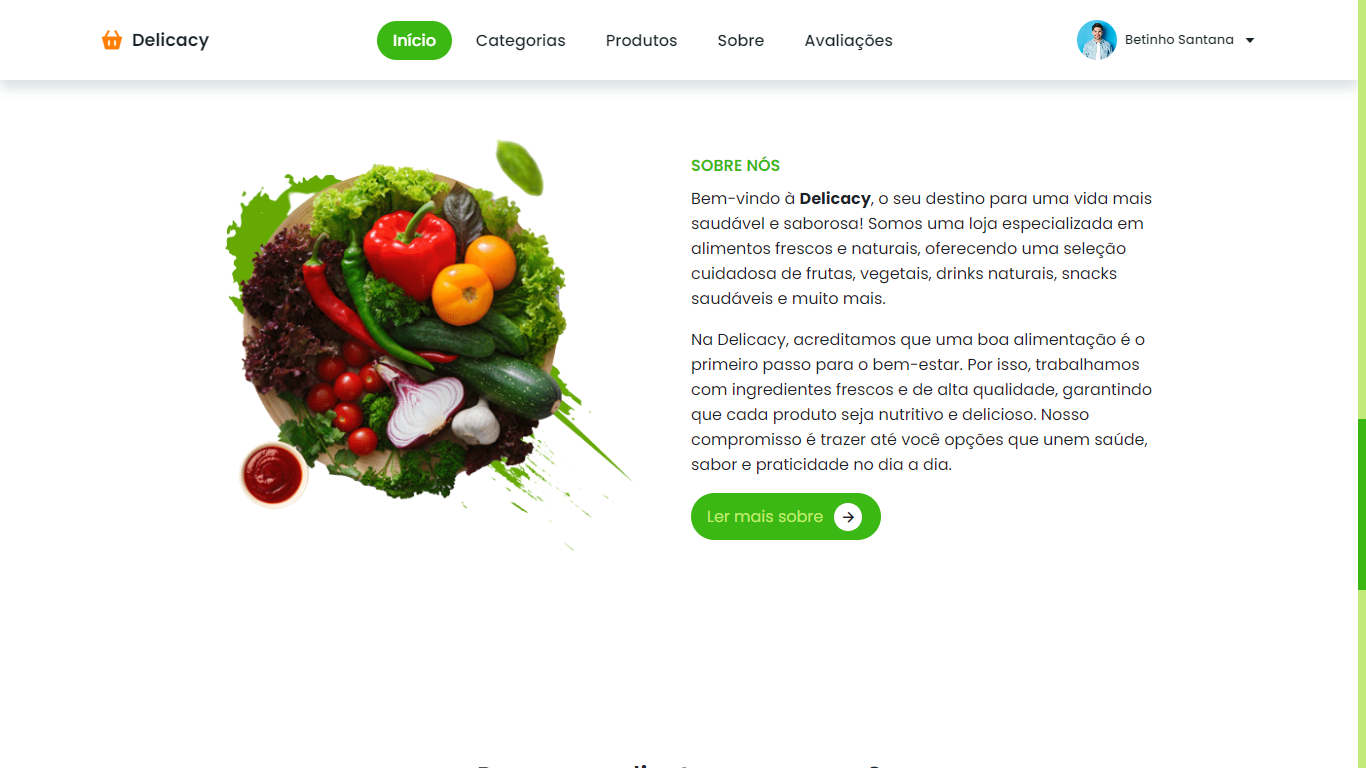 Delicacy
Início
Categorias
Produtos
Sobre
Avaliações
Betinho Santana
SOBRE NÓS
Bem-vindo à Delicacy, o seu destino para uma vida mais
saudável e saborosa! Somos uma loja especializada em
alimentos frescos e naturais, oferecendo uma seleção
cuidadosa de frutas, vegetais, drinks naturais, snacks
saudáveis e muito mais.
Na Delicacy, acreditamos que uma boa alimentação é o
primeiro passo para o bem-estar. Por isso, trabalhamos
com ingredientes frescos e de alta qualidade, garantindo
que cada produto seja nutritivo e delicioso. Nosso
compromisso é trazer até você opções que unem saúde,
sabor e praticidade no dia a dia.
Ler mais sobre